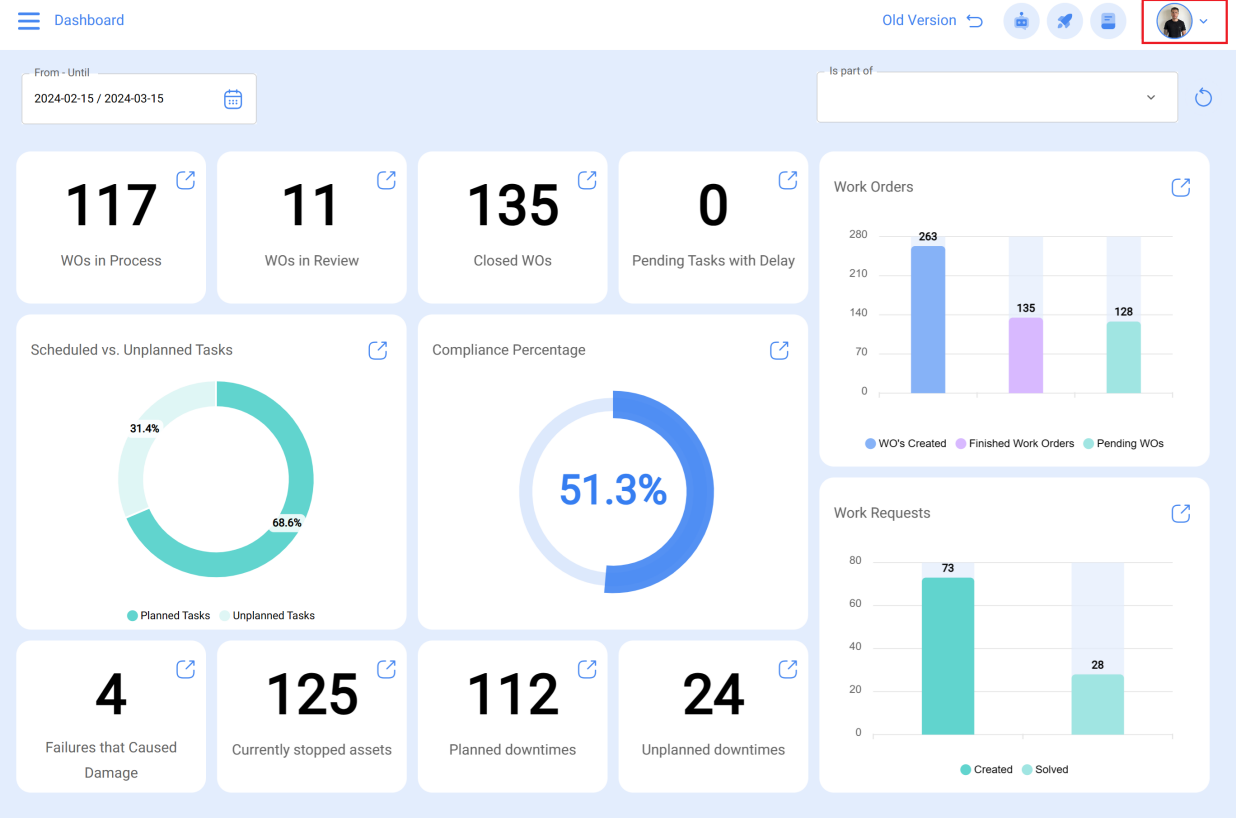 Dashboard
Old Version
From - Until
2024-02-15 / 2024-03-15
Is part of
117
WOs in Process
11
WOs in Review
135
Closed WOs
0
Pending Tasks with Delay
Work Orders
280
210
140
70
0
263
135
128
WO's Created
Finished Work Orders
Pending WOs
Scheduled vs. Unplanned Tasks
31.4%
68.6%
Planned Tasks
Unplanned Tasks
Compliance Percentage
51.3%
Work Requests
80
60
40
20
0
73
28
Created
Solved
4
Failures that Caused
Damage
125
Currently stopped assets
112
Planned downtimes
24
Unplanned downtimes